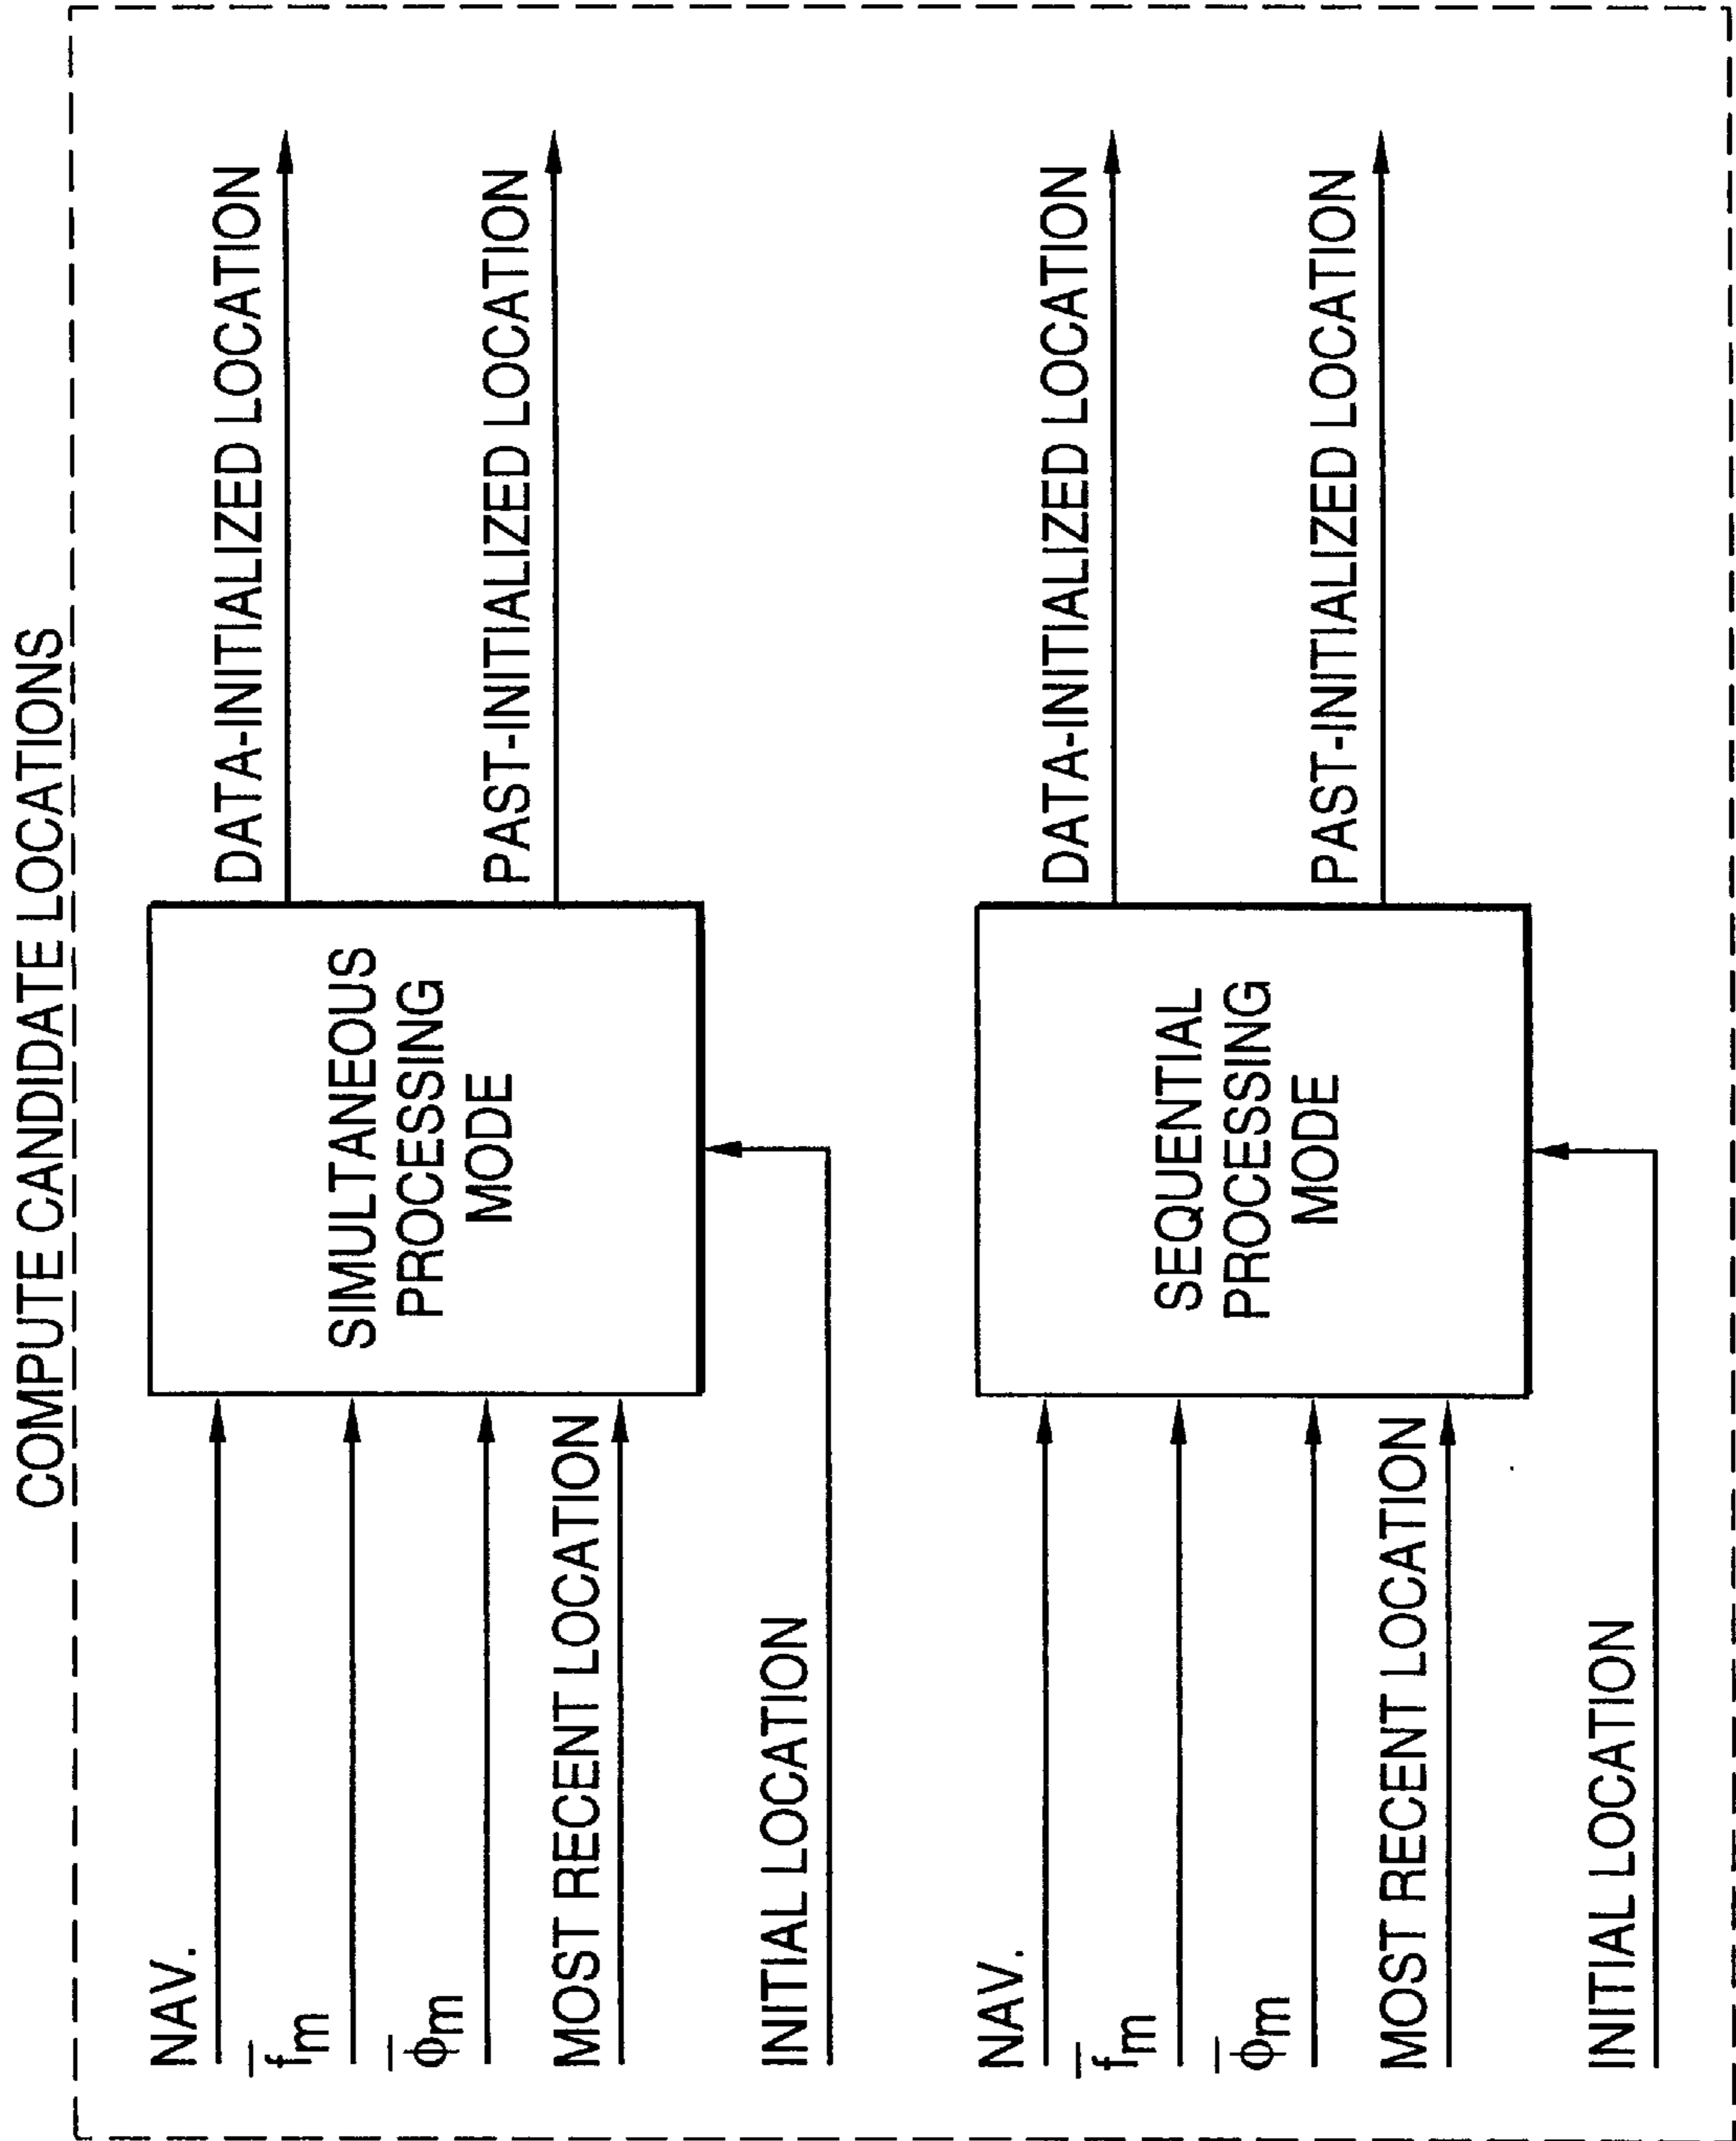 COMPUTE CANDIDATE LOCATIONS
NAV.
f̅m
ϕ̅m
MOST RECENT LOCATION
INITIAL LOCATION
SIMULTANEOUS
PROCESSING
MODE
DATA-INITIALIZED LOCATION
PAST-INITIALIZED LOCATION
NAV.
f̅m
ϕ̅m
MOST RECENT LOCATION
INITIAL LOCATION
SEQUENTIAL
PROCESSING
MODE
DATA-INITIALIZED LOCATION
PAST-INITIALIZED LOCATION